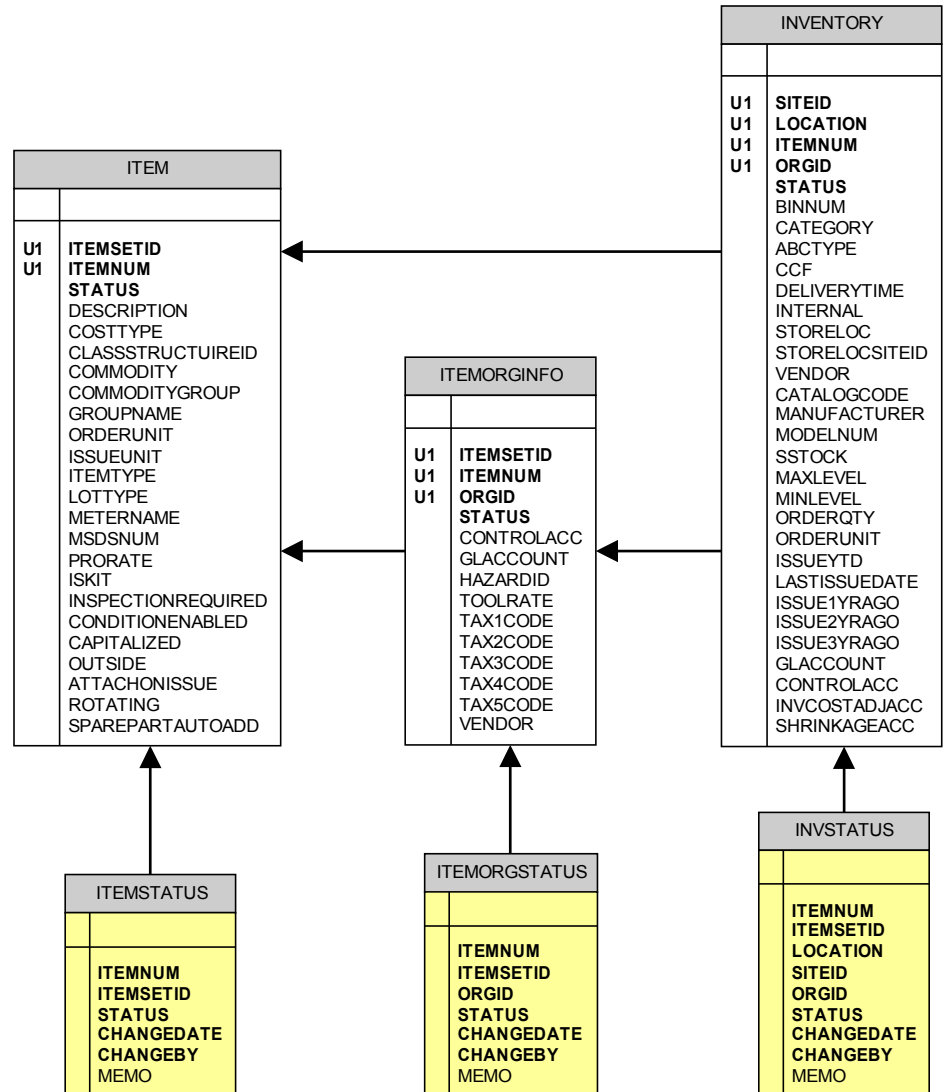 INVENTORY
U1 SITEID
U1 LOCATION
U1 ITEMNUM
U1 ORGID
STATUS
BINNUM
CATEGORY
ABCTYPE
CCF
DELIVERYTIME
INTERNAL
STORELOC
STORELOCSITEID
VENDOR
CATALOGCODE
MANUFACTURER
MODELNUM
SSTOCK
MAXLEVEL
MINLEVEL
ORDERQTY
ORDERUNIT
ISSUEYTD
LASTISSUEDATE
ISSUE1YRAGO
ISSUE2YRAGO
ISSUE3YRAGO
GLACCOUNT
CONTROLACC
INVCOSTADJACC
SHRINKAGEACC
ITEM
U1 ITEMSETID
U1 ITEMNUM
STATUS
DESCRIPTION
COSTTYPE
CLASSSTRUCTUIREID
COMMODITY
COMMODITYGROUP
GROUPNAME
ORDERUNIT
ISSUEUNIT
ITEMTYPE
LOTTYPE
METERNAME
MSDSNUM
PRORATE
ISKIT
INSPECTIONREQUIRED
CONDITIONENABLED
CAPITALIZED
OUTSIDE
ATTACHONISSUE
ROTATING
SPAREPARTAUTOADD
ITEMORGINFO
U1 ITEMSETID
U1 ITEMNUM
U1 ORGID
STATUS
CONTROLACC
GLACCOUNT
HAZARDID
TOOLRATE
TAX1CODE
TAX2CODE
TAX3CODE
TAX4CODE
TAX5CODE
VENDOR
ITEMSTATUS
ITEMNUM
ITEMSETID
STATUS
CHANGEDATE
CHANGEBY
MEMO
ITEMORGSTATUS
ITEMNUM
ITEMSETID
ORGID
STATUS
CHANGEDATE
CHANGEBY
MEMO
INVSTATUS
ITEMNUM
ITEMSETID
LOCATION
SITEID
ORGID
STATUS
CHANGEDATE
CHANGEBY
MEMO